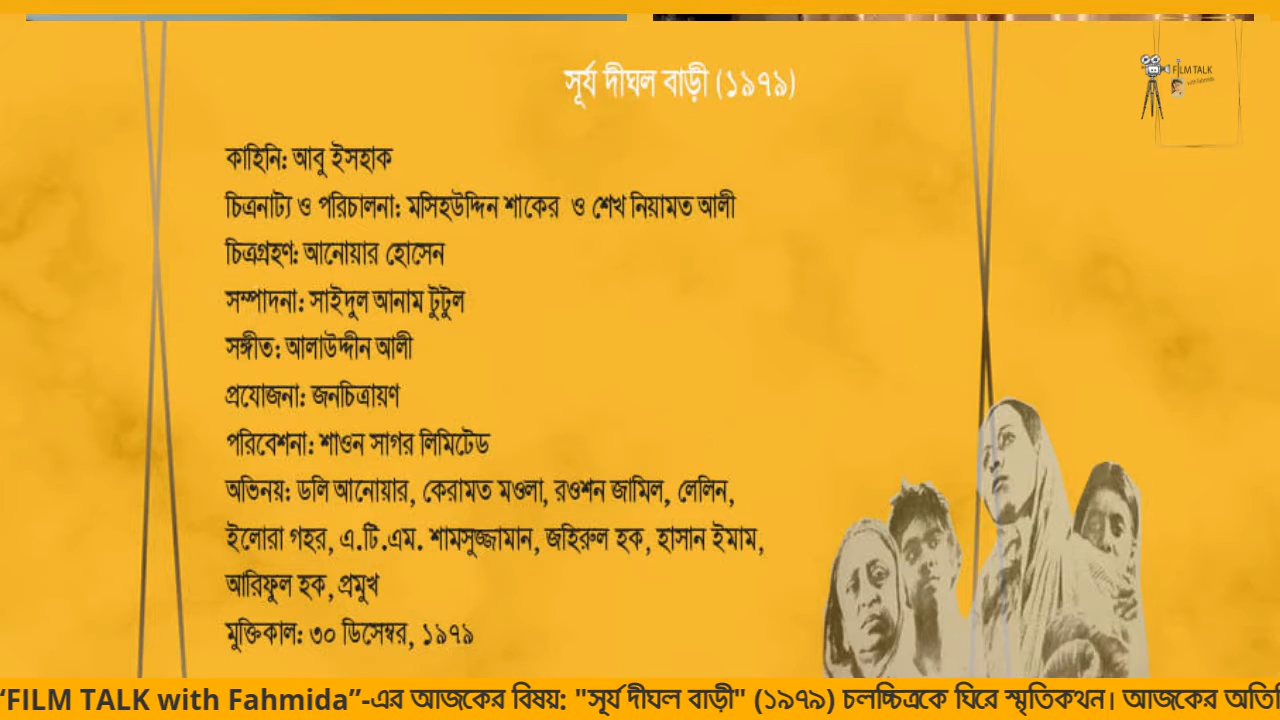 সূর্য দীঘল বাড়ী (১৯৭৯)
FILM TALK
with Fahmida
কাহিনি: আবু ইসহাক
চিত্রনাট্য ও পরিচালনা: মসিহউদ্দিন শাকের ও শেখ নিয়ামত আলী
চিত্রগ্রহণ: আনোয়ার হোসেন
সম্পাদনা: সাইদুল আনাম টুটুল
সঙ্গীত: আলাউদ্দীন আলী
প্রযোজনা: জনচিত্রায়ণ
পরিবেশনা: শাওন সাগর লিমিটেড
অভিনয়: ডলি আনোয়ার, কেরামত মওলা, রওশন জামিল, লেলিন,
ইলোরা গহর, এ.টি.এম. শামসুজ্জামান, জহিরুল হক, হাসান ইমাম,
আরিফুল হক, প্রমুখ
মুক্তিকাল: ৩০ ডিসেম্বর, ১৯৭৯
“FILM TALK with Fahmida”-এর আজকের বিষয়: "সূর্য দীঘল বাড়ী" (১৯৭৯) চলচ্চিত্রকে ঘিরে স্মৃতিকথন। আজকের